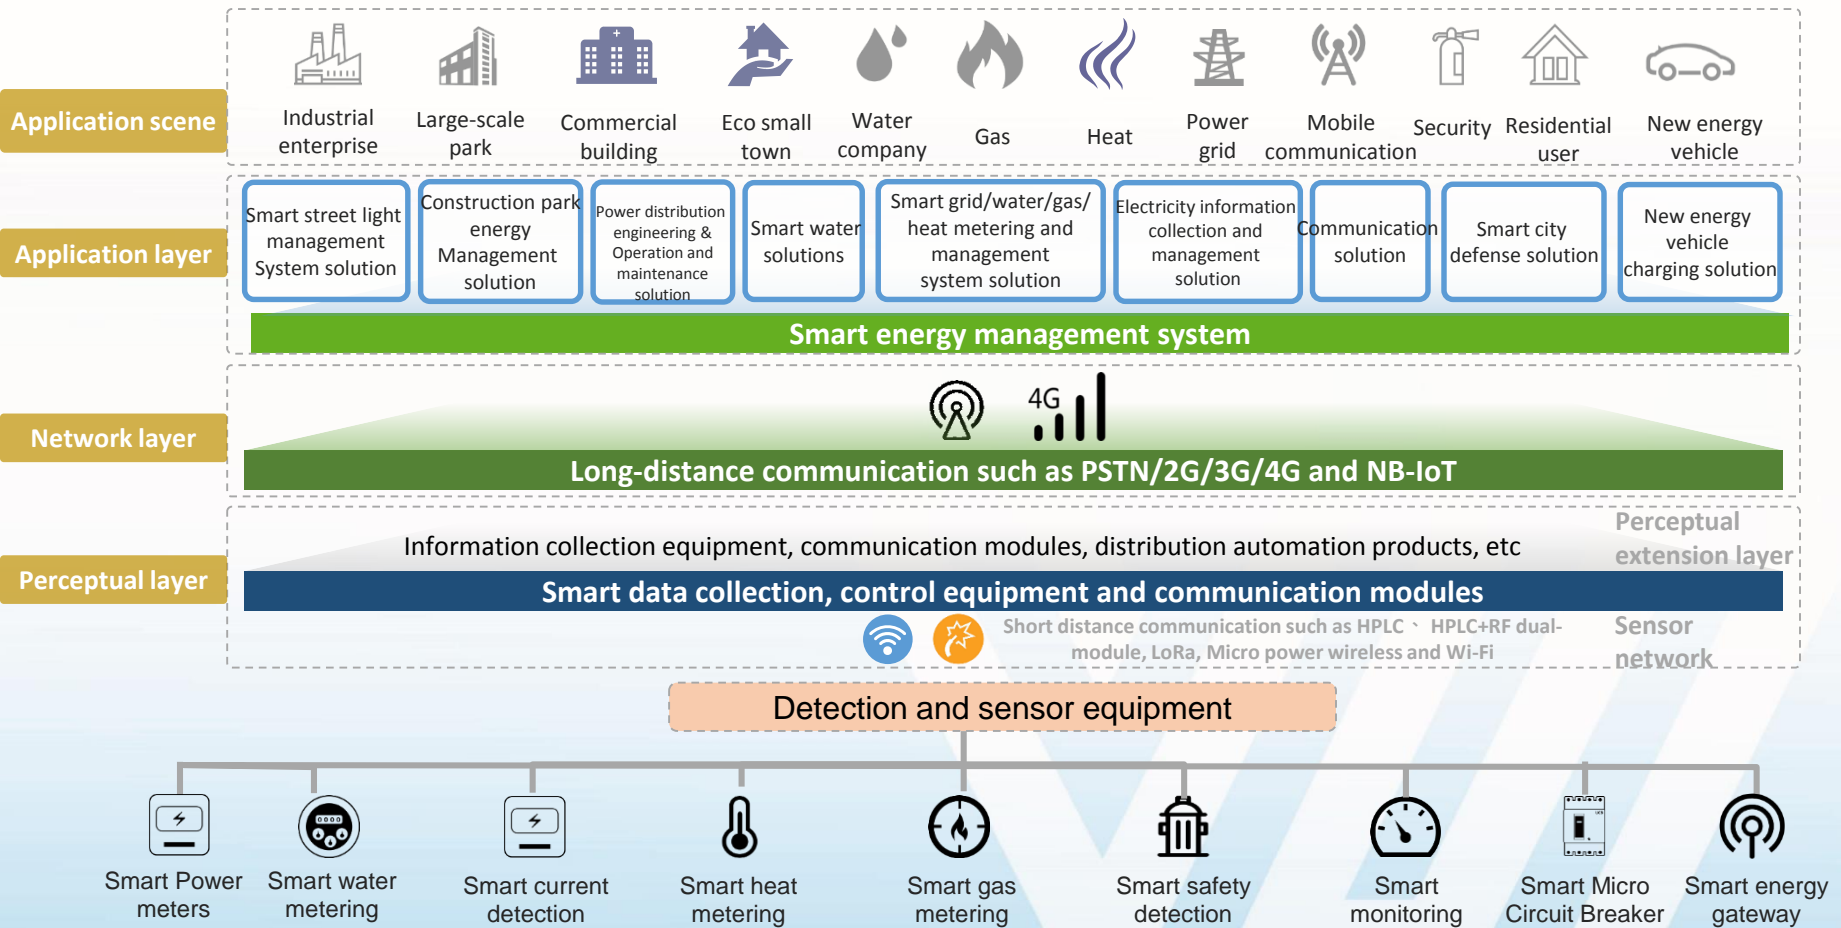 Application scene
Industrial
enterprise
Large-scale
park
Commercial
building
Eco small
town
Water
company
Gas
Heat
Power
grid
Mobile
communication
Security
Residential
user
New energy
vehicle
Application layer
Smart street light
management
System solution
Construction park
energy
Management
solution
Power distribution
engineering &
Operation and
maintenance
solution
Smart water
solutions
Smart grid/water/gas/
heat metering and
management
system solution
Electricity information
collection and
management
solution
Communication
solution
Smart city
defense solution
New energy
vehicle
charging solution
Smart energy management system
Network layer
4G
Long-distance communication such as PSTN/2G/3G/4G and NB-IoT
Perceptual layer
Information collection equipment, communication modules, distribution automation products, etc
Perceptual
extension layer
Smart data collection, control equipment and communication modules
Short distance communication such as HPLC、HPLC+RF dual-
module, LoRa, Micro power wireless and Wi-Fi
Sensor
network
Detection and sensor equipment
Smart Power
meters
Smart water
metering
Smart current
detection
Smart heat
metering
Smart gas
metering
Smart safety
detection
Smart
monitoring
Smart Micro
Circuit Breaker
Smart energy
gateway